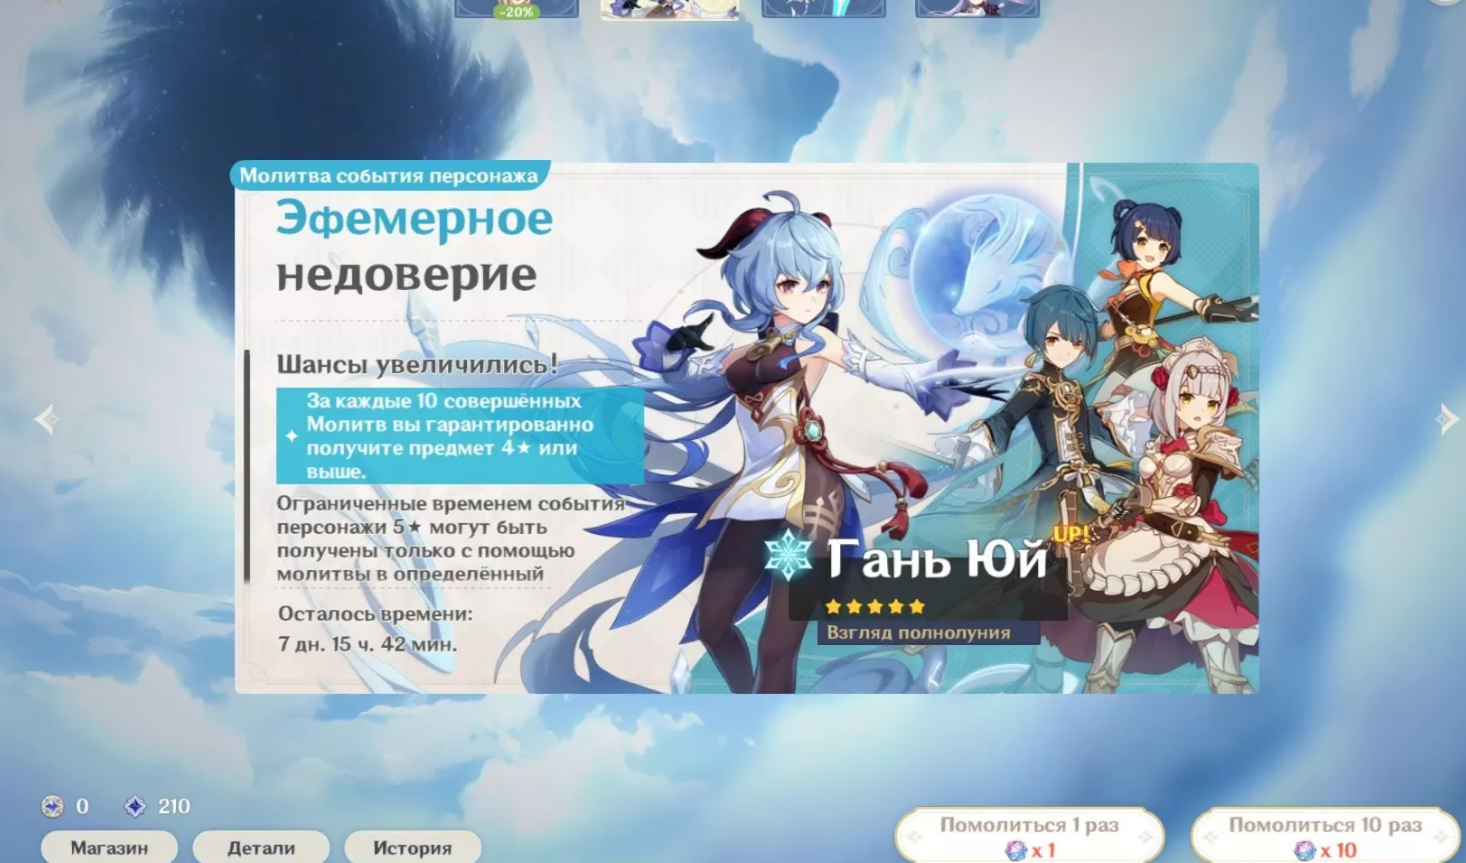 -20%
Молитва события персонажа
Эфемерное
недоверие
Шансы увеличились!
За каждые 10 совершённых
Молитв вы гарантированно
получите предмет 4★ или
выше.
Ограниченные временем события
персонажи 5★ могут быть
получены только с помощью
молитвы в определённый
Осталось времени:
7 дн. 15 ч. 42 мин.
UP!
Гань Юй
Взгляд полнолуния
0 210
Магазин Детали История
Помолиться 1 раз
x 1
Помолиться 10 раз
x 10